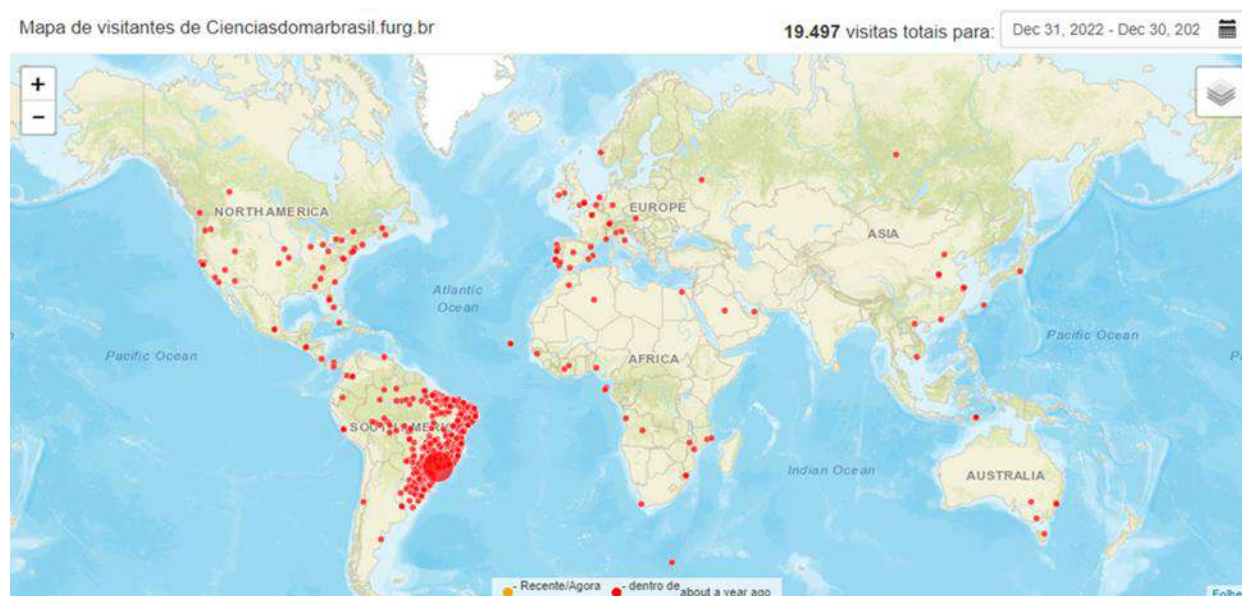 Mapa de visitantes de Cienciasdomarbrasil.furg.br
19.497 visitas totais para: Dec 31, 2022 - Dec 30, 202
+
−
NORTH AMERICA
EUROPE
ASIA
Atlantic
Ocean
Pacific Ocean
Pacific Ocean
AFRICA
SOUTH AMERICA
Indian Ocean
AUSTRALIA
- Recente/Agora - dentro de about a year ago